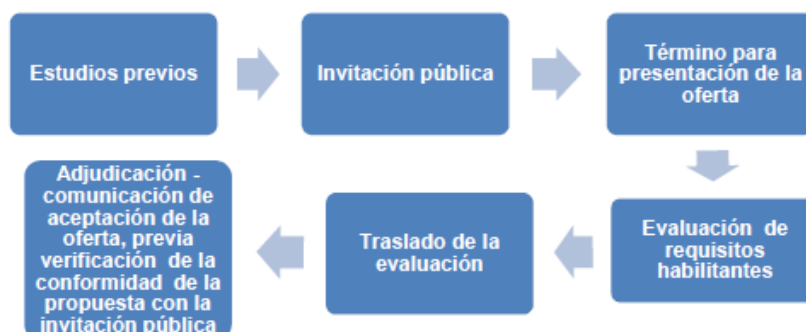 Estudios previos
Invitación pública
Término para
presentación de la
oferta
Evaluación de
requisitos
habilitantes
Traslado de la
evaluación
Adjudicación -
comunicación de
aceptación de la
oferta, previa
verificación de la
conformidad de la
propuesta con la
invitación pública